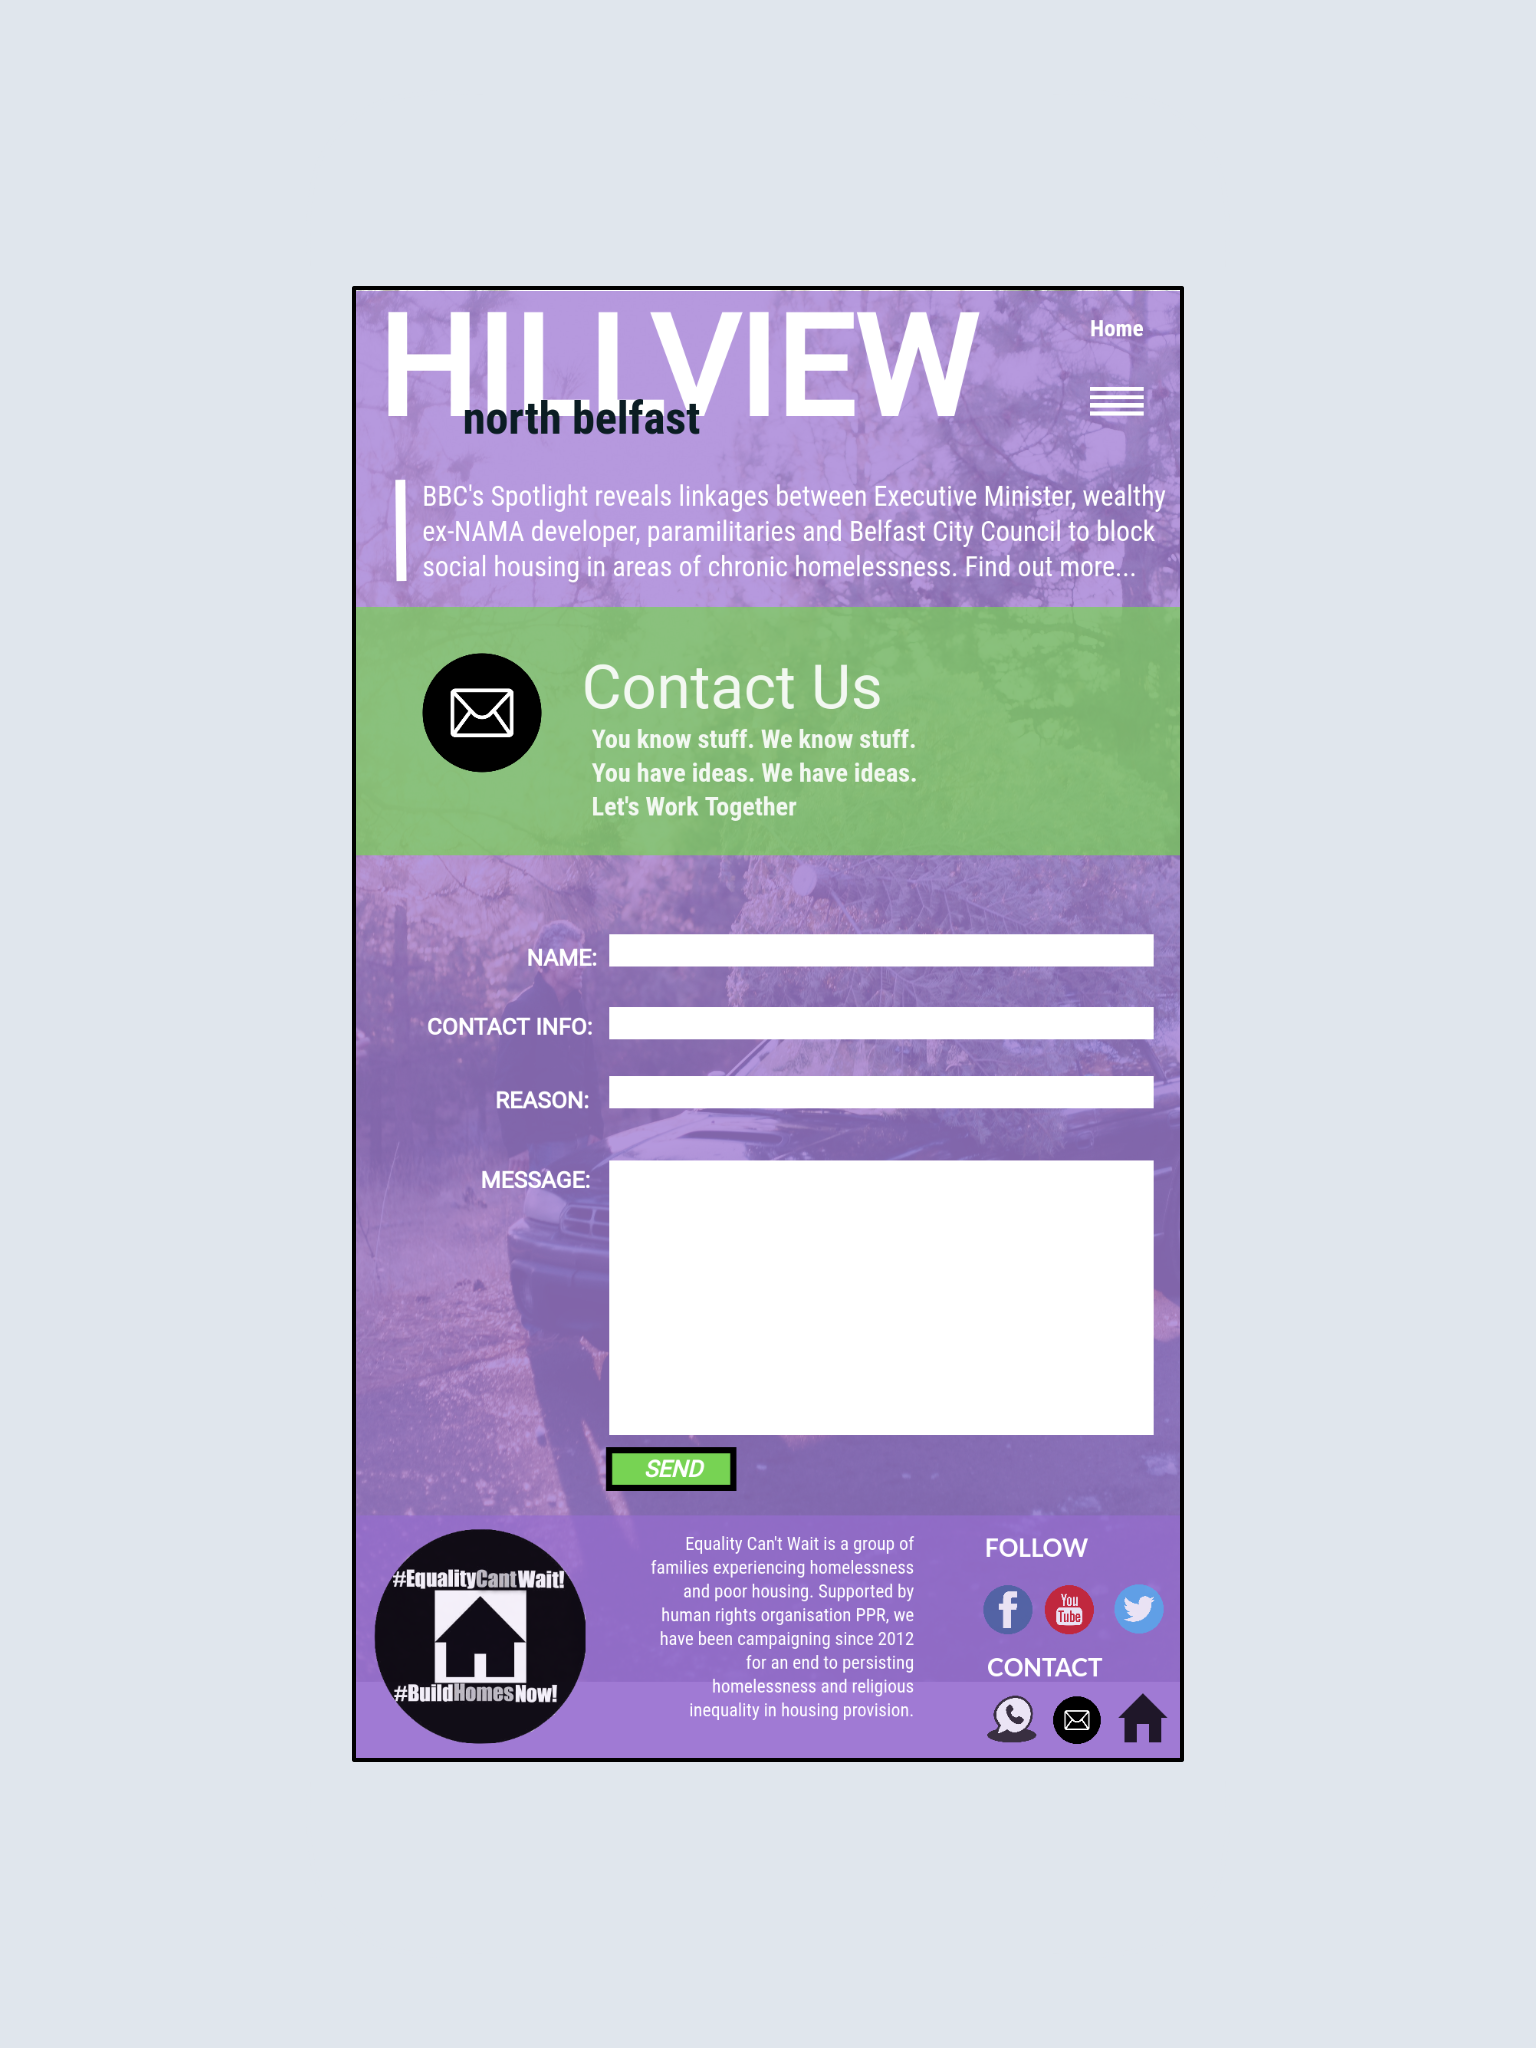 HILLVIEW
north belfast
Home
BBC's Spotlight reveals linkages between Executive Minister, wealthy
ex-NAMA developer, paramilitaries and Belfast City Council to block
social housing in areas of chronic homelessness. Find out more...
Contact Us
You know stuff. We know stuff.
You have ideas. We have ideas.
Let's Work Together
NAME:
CONTACT INFO:
REASON:
MESSAGE:
SEND
#EqualityCantWait!
#BuildHomesNow!
Equality Can't Wait is a group of
families experiencing homelessness
and poor housing. Supported by
human rights organisation PPR, we
have been campaigning since 2012
for an end to persisting
homelessness and religious
inequality in housing provision.
FOLLOW
f
You
Tube
CONTACT